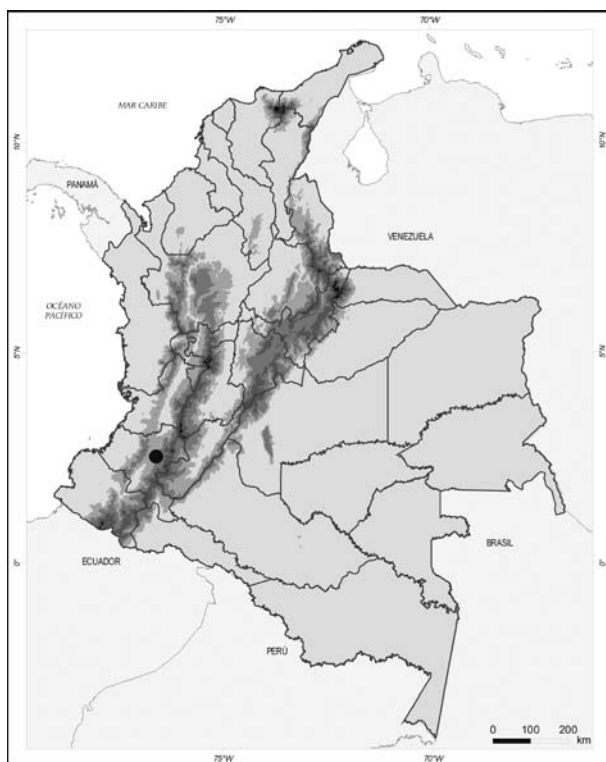 75°W
70°W
MAR CARIBE
10°N
10°N
PANAMÁ
VENEZUELA
OCÉANO
PACÍFICO
5°N
5°N
BRASIL
0°
ECUADOR
0°
PERÚ
0 100 200
km
75°W
70°W